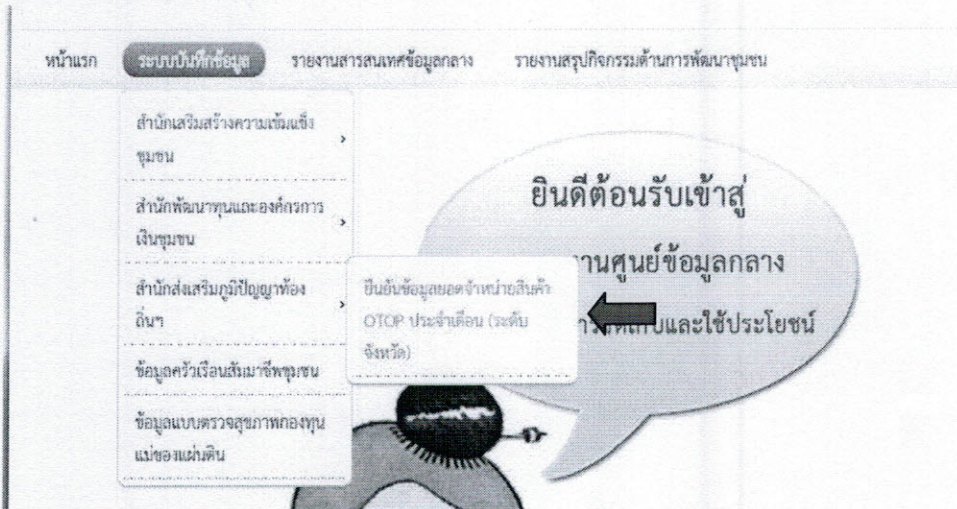 หน้าแรก ระบบบันทึกข้อมูล รายงานสารสนเทศข้อมูลกลาง รายงานสรุปกิจกรรมด้านการพัฒนาชุมชน
สำนักเสริมสร้างความเข้มแข็ง
ชุมชน
สำนักพัฒนาทุนและองค์กรการ
เงินชุมชน
สำนักส่งเสริมภูมิปัญญาท้อง
ถิ่นฯ
ข้อมูลครัวเรือนสัมมาชีพชุมชน
ข้อมูลแบบตรวจสุขภาพกองทุน
แม่ของแผ่นดิน
ยืนยันข้อมูลยอดจำหน่ายสินค้า
OTOP ประจำเดือน (ระดับ
จังหวัด)
ยินดีต้อนรับเข้าสู่
านศูนย์ข้อมูลกลาง
และใช้ประโยชน์